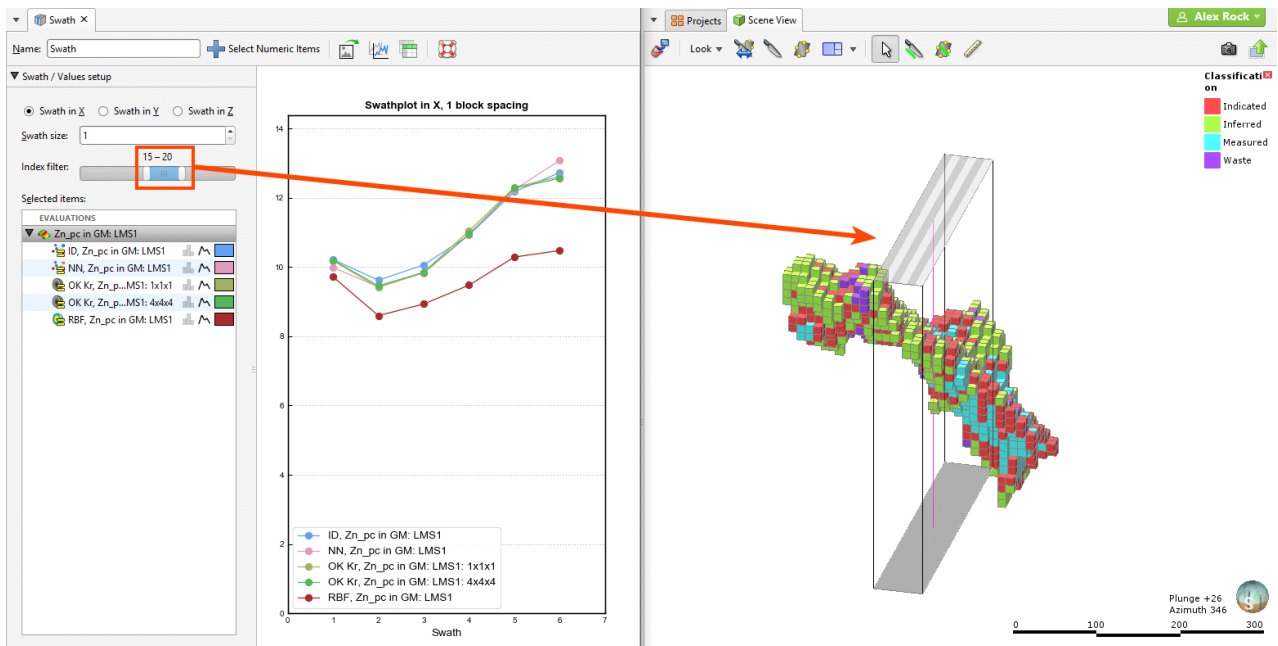 Swath ×
Name: Swath
Select Numeric Items
Swath / Values setup
Swath in X
Swath in Y
Swath in Z
Swath size: 1
15 – 20
Index filter:
Selected items:
EVALUATIONS
Zn_pc in GM: LMS1
ID, Zn_pc in GM: LMS1
NN, Zn_pc in GM: LMS1
OK Kr, Zn_p...MS1: 1x1x1
OK Kr, Zn_p...MS1: 4x4x4
RBF, Zn_pc in GM: LMS1
Swathplot in X, 1 block spacing
14
12
10
8
6
4
2
0
ID, Zn_pc in GM: LMS1
NN, Zn_pc in GM: LMS1
OK Kr, Zn_pc in GM: LMS1: 1x1x1
OK Kr, Zn_pc in GM: LMS1: 4x4x4
RBF, Zn_pc in GM: LMS1
0 1 2 3 4 5 6 7
Swath
Projects
Scene View
Alex Rock
Look
Classificati
on
Indicated
Inferred
Measured
Waste
Plunge +26
Azimuth 346
0 100 200 300